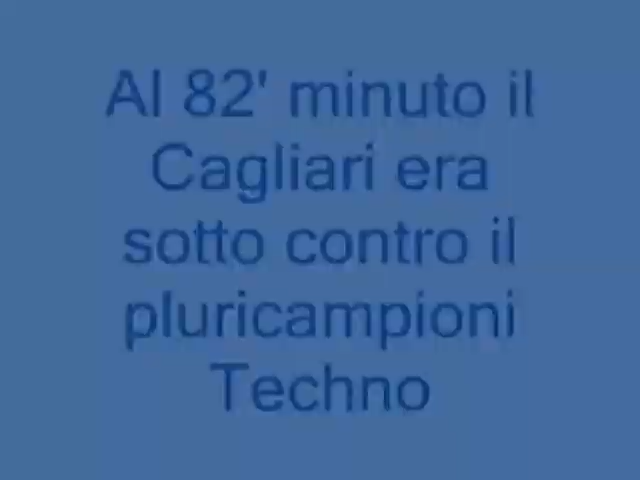 Al 82' minuto il
Cagliari era
sotto contro il
pluricampioni
Techno